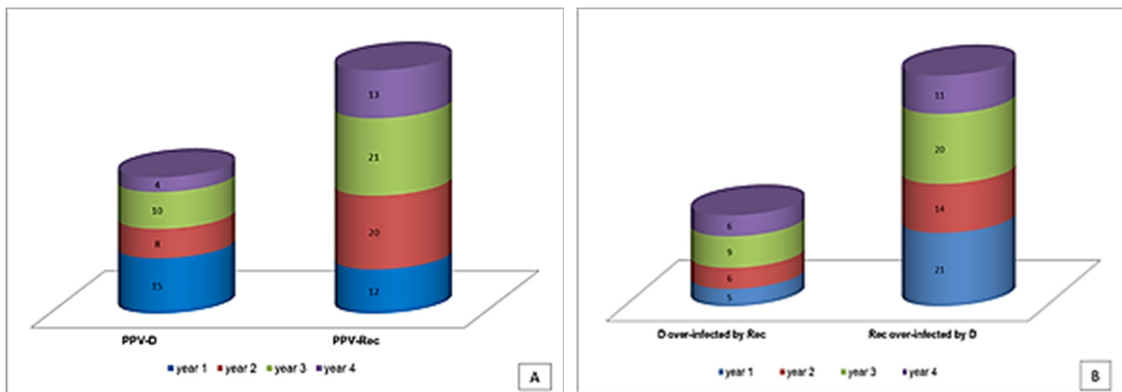 4
10
8
15
13
21
20
12
PPV-D
PPV-Rec
year 1 year 2 year 3 year 4
A
6
9
6
5
11
20
14
21
D over-infected by Rec
Rec over-infected by D
year 1 year 2 year 3 year 4
B